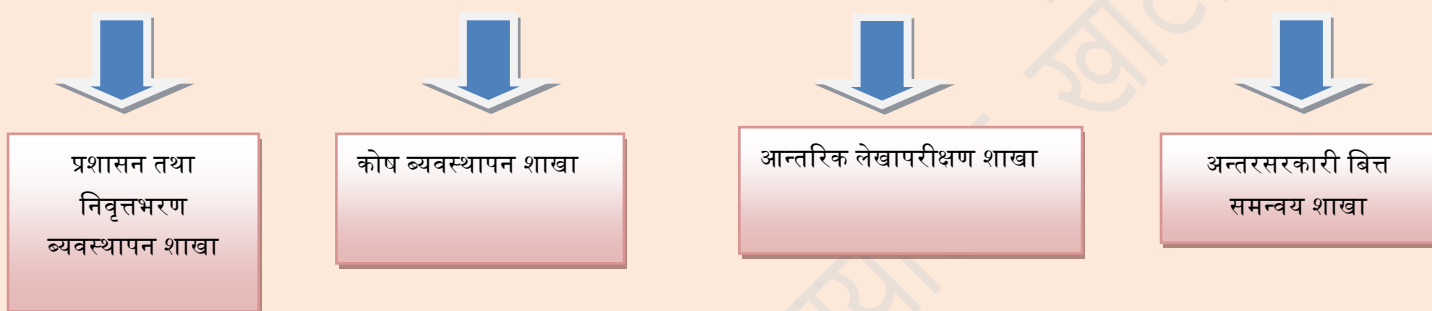 प्रशासन तथा
निवृत्तभरण
ब्यवस्थापन शाखा
कोष ब्यवस्थापन शाखा
आन्तरिक लेखापरीक्षण शाखा
अन्तरसरकारी बित्त
समन्वय शाखा